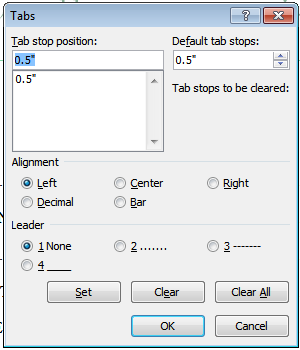 Tabs
Tab stop position: Default tab stops:
0.5" 0.5"
0.5" Tab stops to be cleared:
Alignment
Left Center Right
Decimal Bar
Leader
1 None 2 ....... 3 -------
4 ____
Set Clear Clear All
OK Cancel